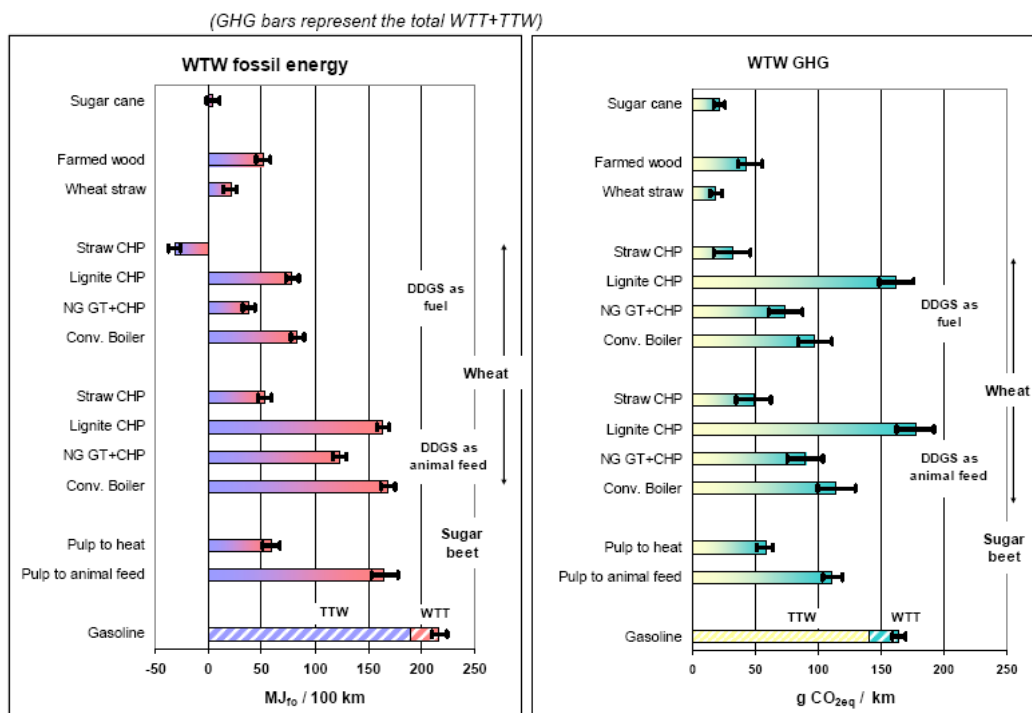 (GHG bars represent the total WTT+TTW)
WTW fossil energy
Sugar cane
Farmed wood
Wheat straw
Straw CHP
Lignite CHP
NG GT+CHP
Conv. Boiler
DDGS as
fuel
Wheat
Straw CHP
Lignite CHP
NG GT+CHP
Conv. Boiler
DDGS as
animal feed
Pulp to heat
Pulp to animal feed
Sugar
beet
TTW WTT
Gasoline
-50 0 50 100 150 200 250
MJfo / 100 km
WTW GHG
Sugar cane
Farmed wood
Wheat straw
Straw CHP
Lignite CHP
NG GT+CHP
Conv. Boiler
DDGS as
fuel
Wheat
Straw CHP
Lignite CHP
NG GT+CHP
Conv. Boiler
DDGS as
animal feed
Pulp to heat
Pulp to animal feed
Sugar
beet
TTW WTT
Gasoline
0 50 100 150 200 250
g CO2eq / km